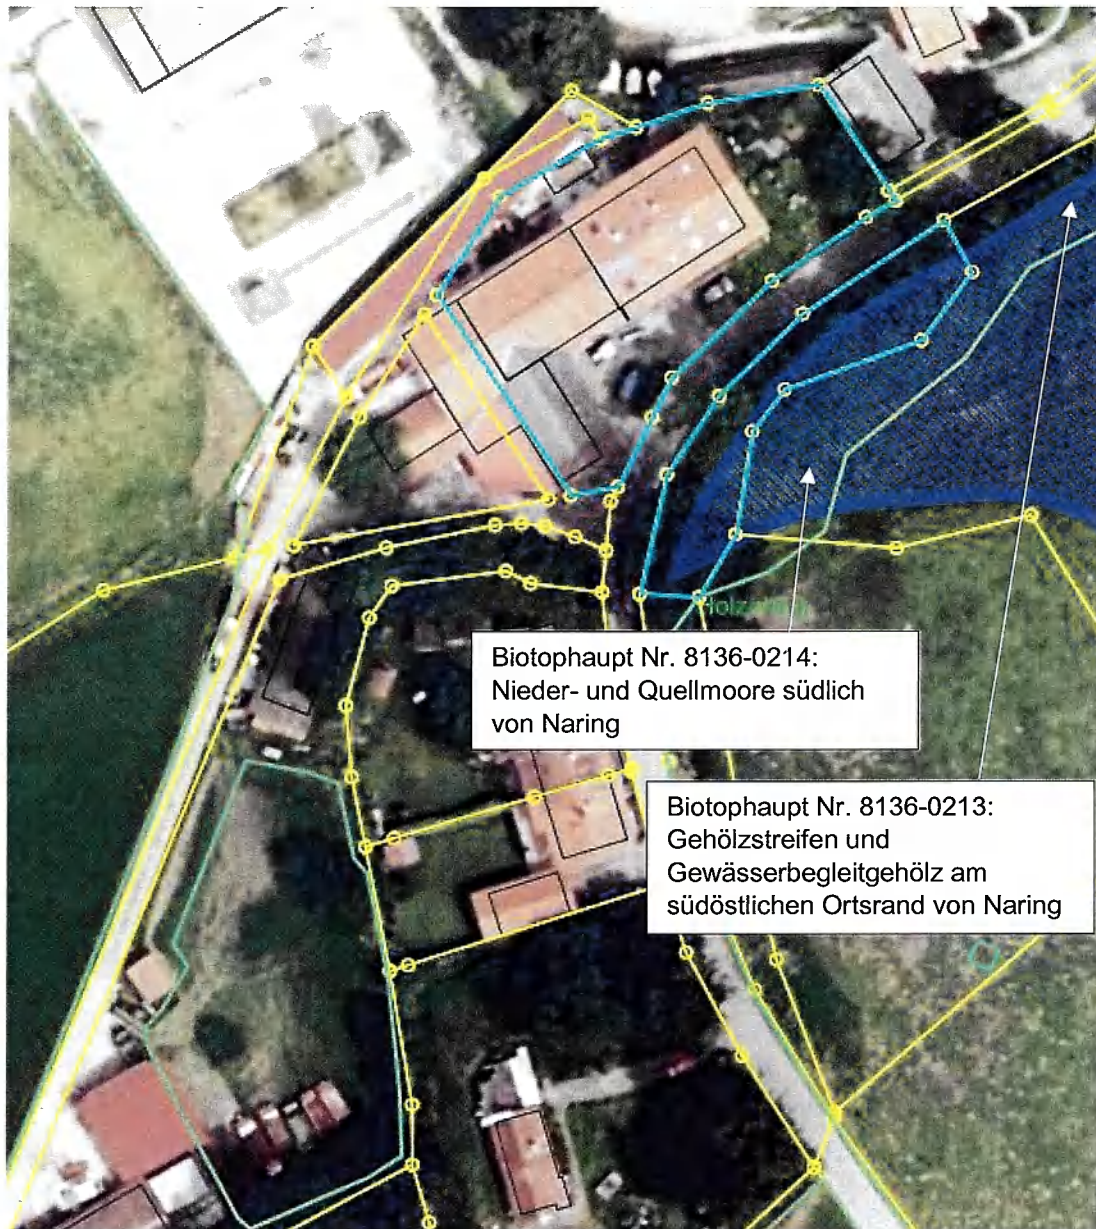 Biotophaupt Nr. 8136-0214:
Nieder- und Quellmoore südlich
von Naring
Biotophaupt Nr. 8136-0213:
Gehölzstreifen und
Gewässerbegleitgehölz am
südöstlichen Ortsrand von Naring